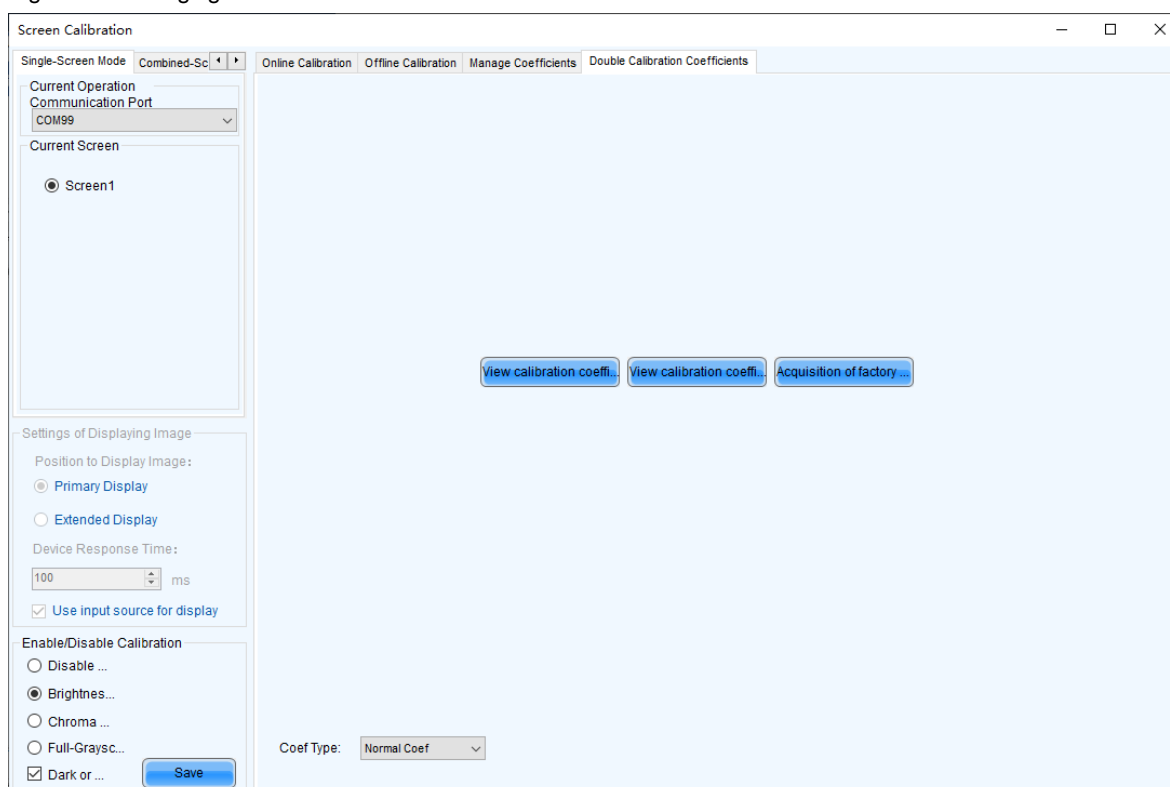 Screen Calibration
Single-Screen Mode Combined-Sc
Online Calibration Offline Calibration Manage Coefficients Double Calibration Coefficients
Current Operation
Communication Port
COM99
Current Screen
Screen1
View calibration coeffi... View calibration coeffi... Acquisition of factory ...
Settings of Displaying Image
Position to Display Image:
Primary Display
Extended Display
Device Response Time:
100 ms
Use input source for display
Enable/Disable Calibration
Disable ...
Brightnes...
Chroma ...
Full-Graysc...
Dark or ... Save
Coef Type: Normal Coef